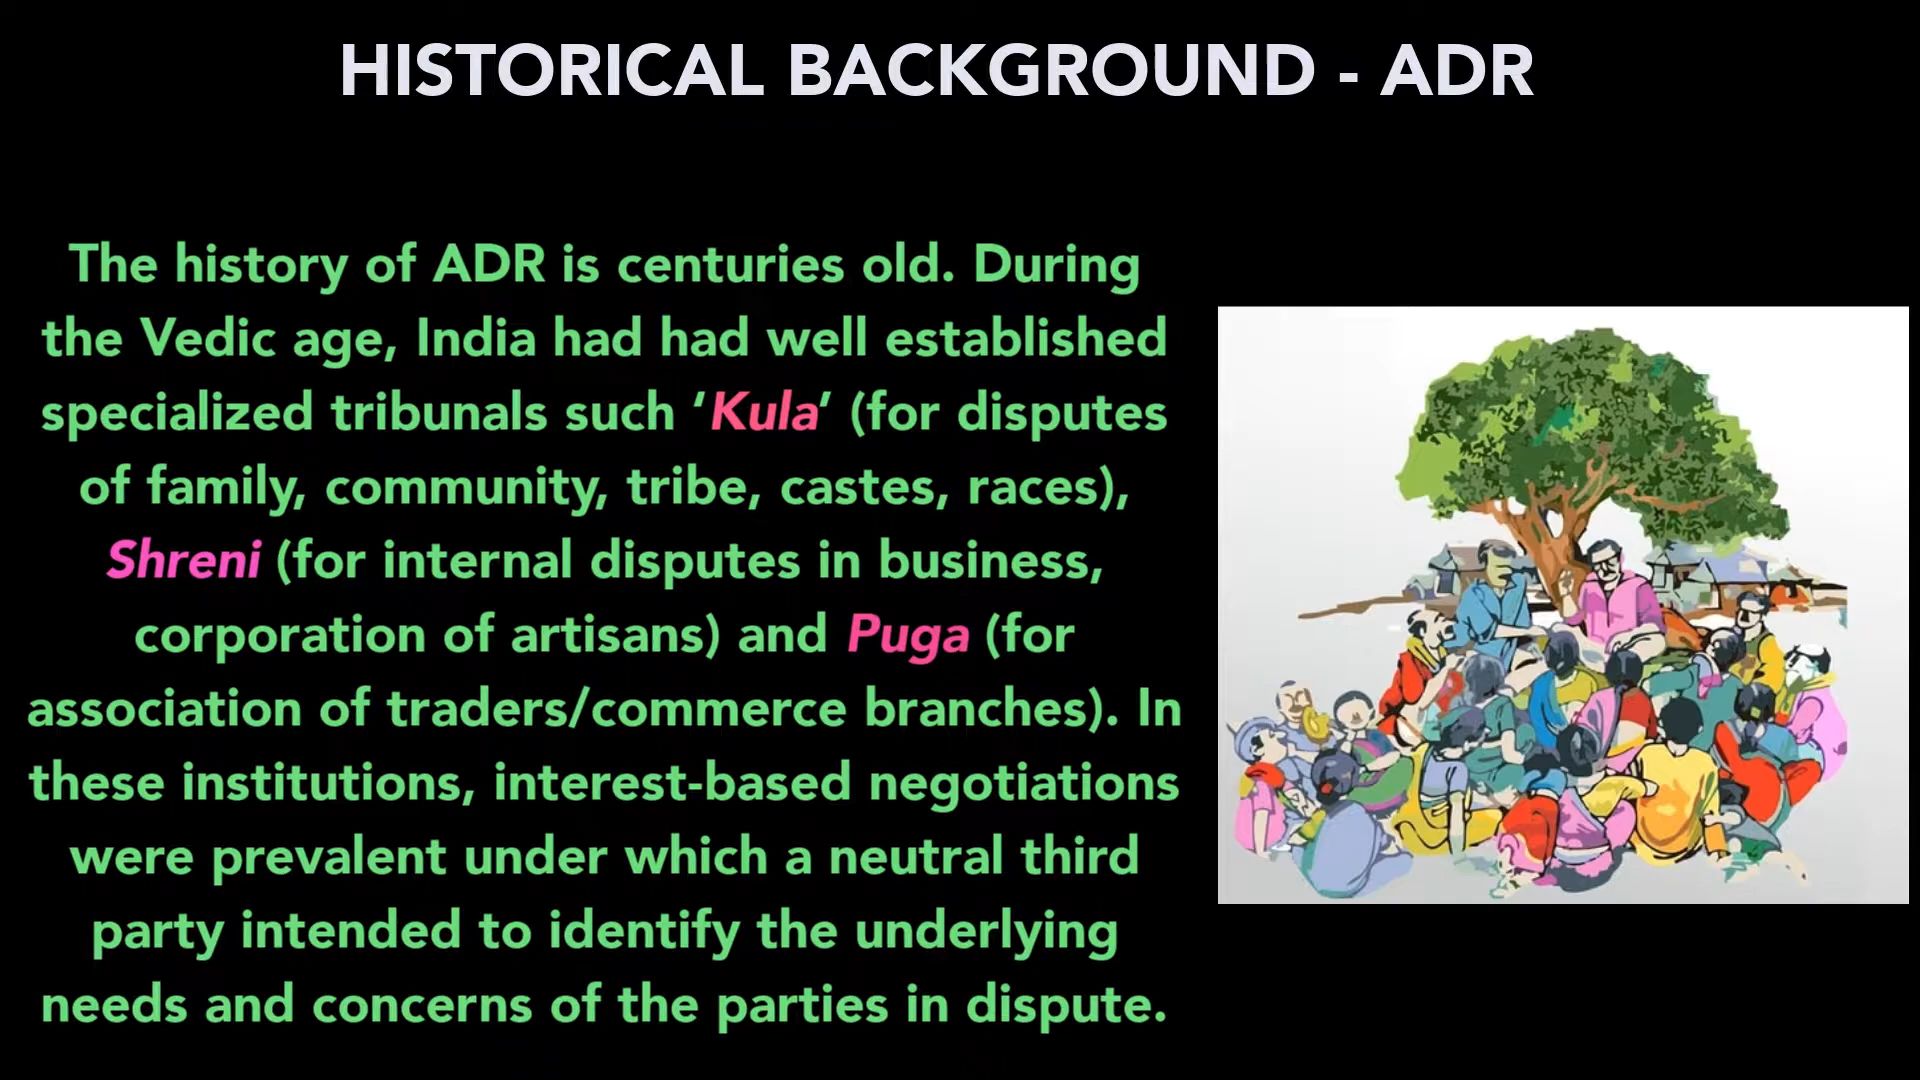 HISTORICAL BACKGROUND - ADR
The history of ADR is centuries old. During
the Vedic age, India had had well established
specialized tribunals such ‘Kula’ (for disputes
of family, community, tribe, castes, races),
Shreni (for internal disputes in business,
corporation of artisans) and Puga (for
association of traders/commerce branches). In
these institutions, interest-based negotiations
were prevalent under which a neutral third
party intended to identify the underlying
needs and concerns of the parties in dispute.